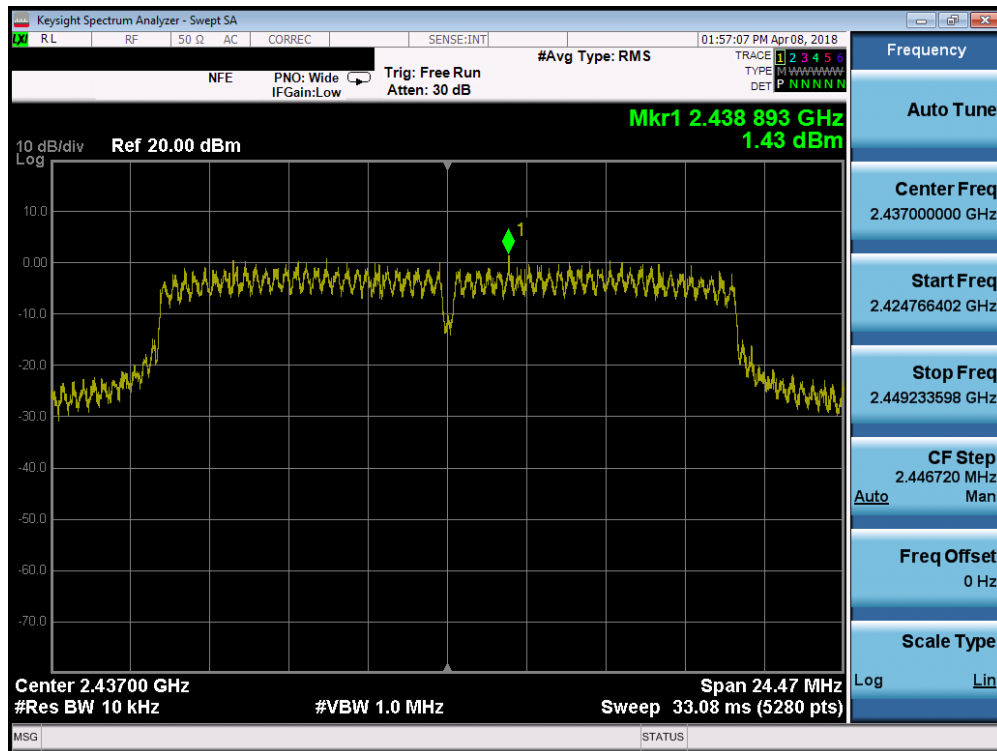 Keysight Spectrum Analyzer - Swept SA
LXI RL RF 50 Ω AC CORREC SENSE:INT 01:57:07 PM Apr 08, 2018
NFE PNO: Wide Trig: Free Run #Avg Type: RMS TRACE 1 2 3 4 5 6
IFGain:Low Atten: 30 dB TYPE M W W W W W
DET P N N N N N
Mkr1 2.438 893 GHz
1.43 dBm
10 dB/div Ref 20.00 dBm
Log
10.0
1
0.00
-10.0
-20.0
-30.0
-40.0
-50.0
-60.0
-70.0
Center 2.43700 GHz Span 24.47 MHz
#Res BW 10 kHz #VBW 1.0 MHz Sweep 33.08 ms (5280 pts)
MSG STATUS
Frequency
Auto Tune
Center Freq
2.437000000 GHz
Start Freq
2.424766402 GHz
Stop Freq
2.449233598 GHz
CF Step
2.446720 MHz
Auto Man
Freq Offset
0 Hz
Scale Type
Log Lin